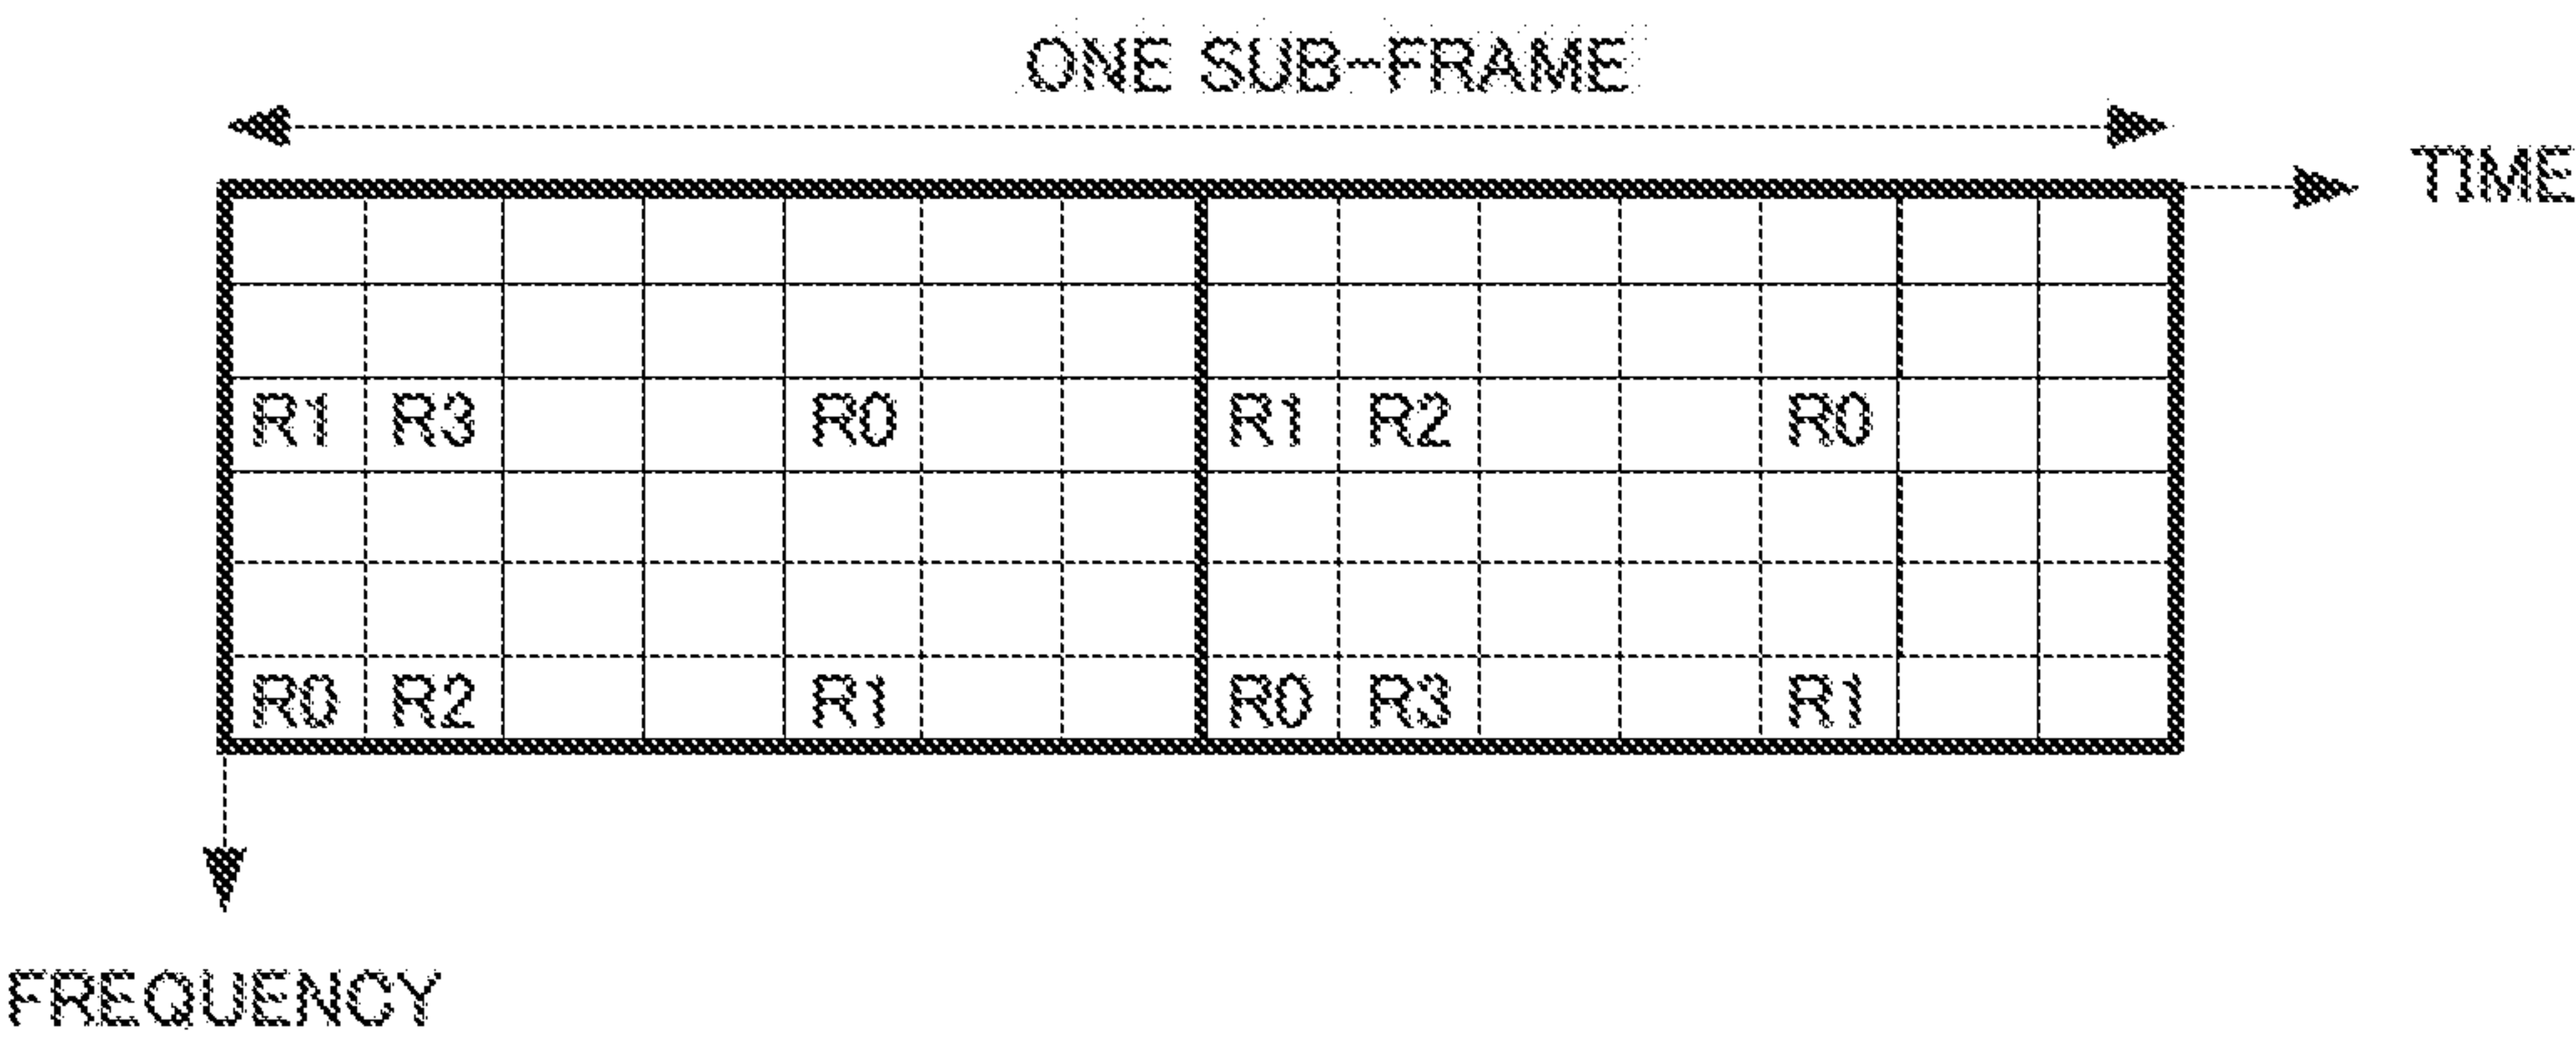 ONE SUB-FRAME
TIME
R1 R3 R0 R1 R2 R0
R0 R2 R1 R0 R3 R1
FREQUENCY